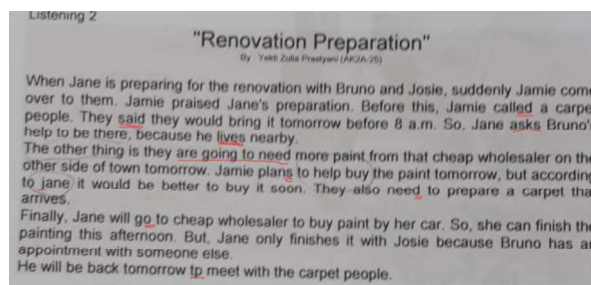 Listening 2
"Renovation Preparation"
By Yekti Zulia Prastyani (AK2A-26)
When Jane is preparing for the renovation with Bruno and Josie, suddenly Jamie com
over to them. Jamie praised Jane's preparation. Before this, Jamie called a carpe
people. They said they would bring it tomorrow before 8 a.m. So, Jane asks Bruno'
help to be there, because he lives nearby.
The other thing is they are going to need more paint from that cheap wholesaler on the
other side of town tomorrow. Jamie plans to help buy the paint tomorrow, but accordin
to jane it would be better to buy it soon. They also need to prepare a carpet tha
arrives.
Finally, Jane will go to cheap wholesaler to buy paint by her car. So, she can finish the
painting this afternoon. But, Jane only finishes it with Josie because Bruno has a
appointment with someone else.
He will be back tomorrow tp meet with the carpet people.